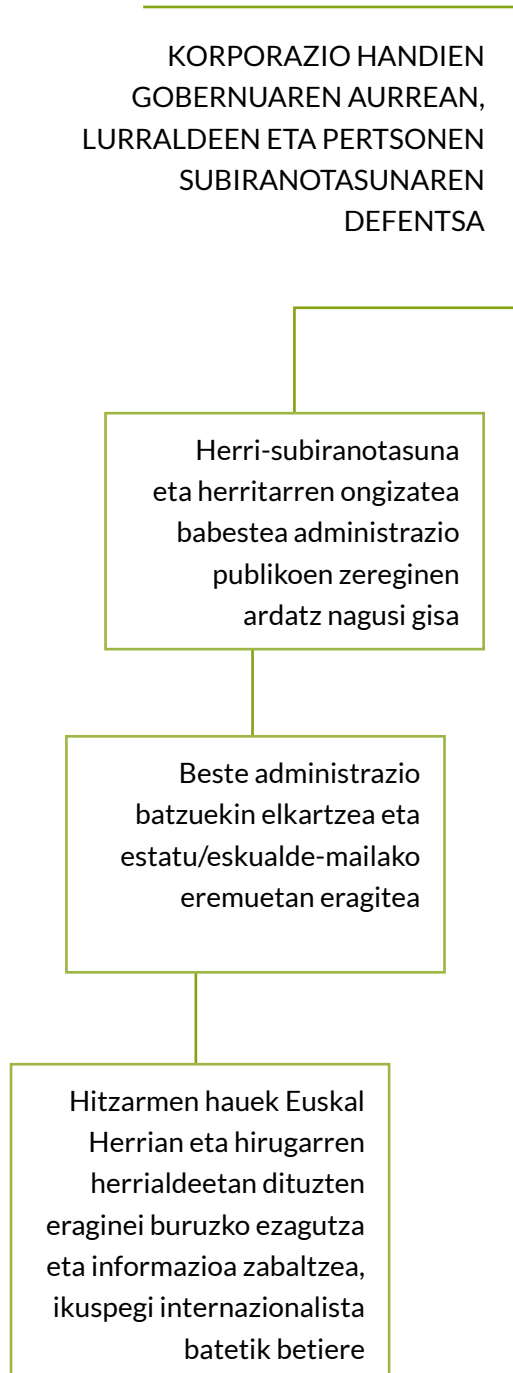 KORPORAZIO HANDIEN
GOBERNUAREN AURREAN,
LURRALDEEN ETA PERTSONEN
SUBIRANOTASUNAREN
DEFENTSA
Herri-subiranotasuna
eta herritarren ongizatea
babestea administrazio
publikoen zereginen
ardatz nagusi gisa
Beste administrazio
batzuekin elkartzea eta
estatu/eskualde-mailako
eremuetan eragitea
Hitzarmen hauek Euskal
Herrian eta hirugarren
herrialdeetan dituzten
eraginei buruzko ezagutza
eta informazioa zabaltzea,
ikuspegi internazionalista
batetik betiere